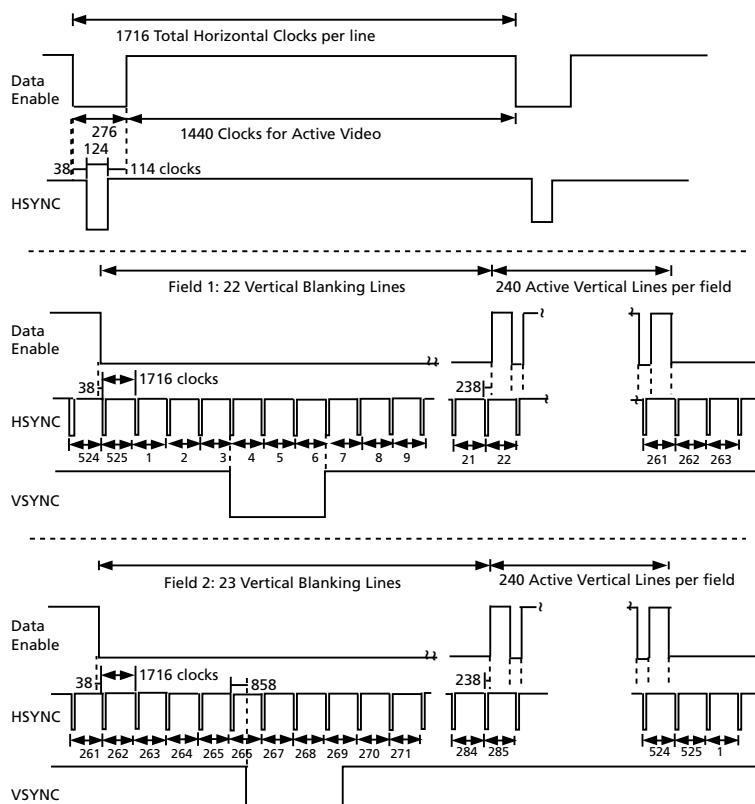 1716 Total Horizontal Clocks per line
Data
Enable
276
1440 Clocks for Active Video
124
38
114 clocks
HSYNC
Field 1: 22 Vertical Blanking Lines
240 Active Vertical Lines per field
Data
Enable
38
1716 clocks
238
HSYNC
524 525 1 2 3 4 5 6 7 8 9 21 22 261 262 263
VSYNC
Field 2: 23 Vertical Blanking Lines
240 Active Vertical Lines per field
Data
Enable
38
1716 clocks
858
238
HSYNC
261 262 263 264 265 266 267 268 269 270 271 284 285 524 525 1
VSYNC